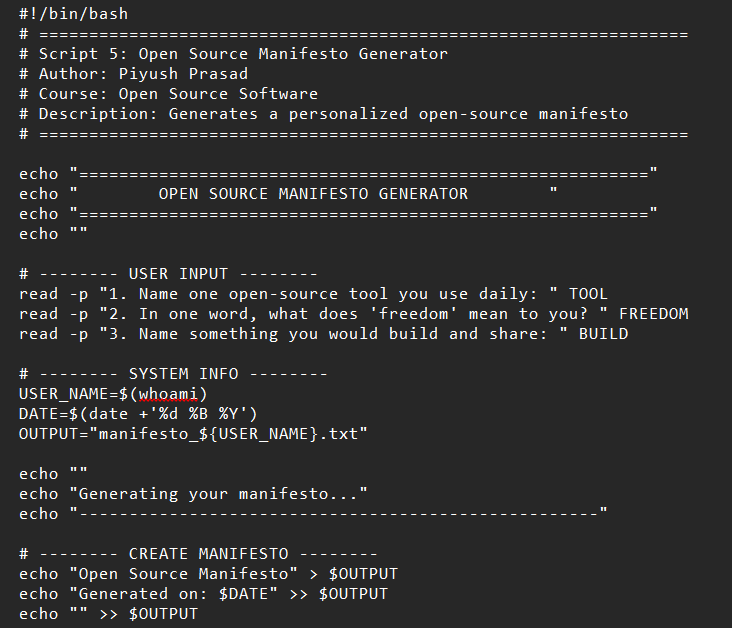 #!/bin/bash
# =================================================================
# Script 5: Open Source Manifesto Generator
# Author: Piyush Prasad
# Course: Open Source Software
# Description: Generates a personalized open-source manifesto
# =================================================================
echo "========================================================="
echo "        OPEN SOURCE MANIFESTO GENERATOR        "
echo "========================================================="
echo ""
# -------- USER INPUT --------
read -p "1. Name one open-source tool you use daily: " TOOL
read -p "2. In one word, what does 'freedom' mean to you? " FREEDOM
read -p "3. Name something you would build and share: " BUILD
# -------- SYSTEM INFO --------
USER_NAME=$(whoami)
DATE=$(date +'%d %B %Y')
OUTPUT="manifesto_${USER_NAME}.txt"
echo ""
echo "Generating your manifesto..."
echo "----------------------------------------------------"
# -------- CREATE MANIFESTO --------
echo "Open Source Manifesto" > $OUTPUT
echo "Generated on: $DATE" >> $OUTPUT
echo "" >> $OUTPUT